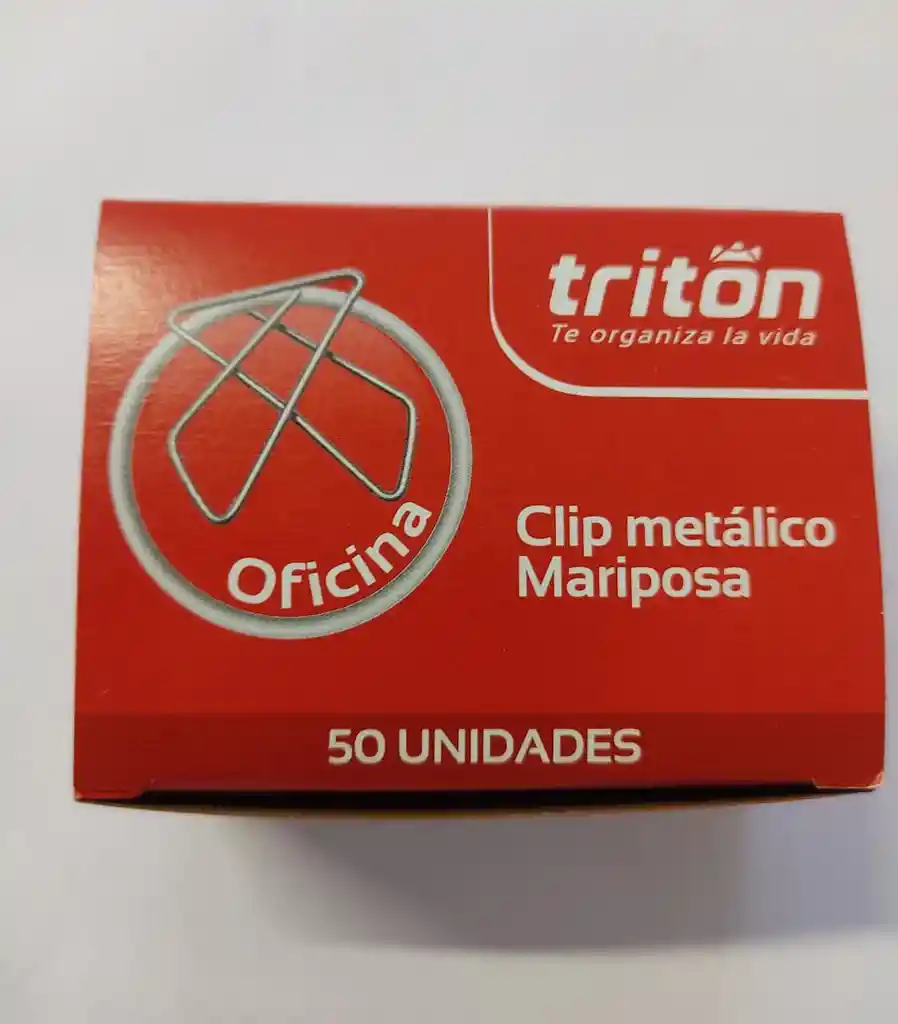 tritón
Te organiza la vida
Oficina
Clip metálico
Mariposa
50 UNIDADES